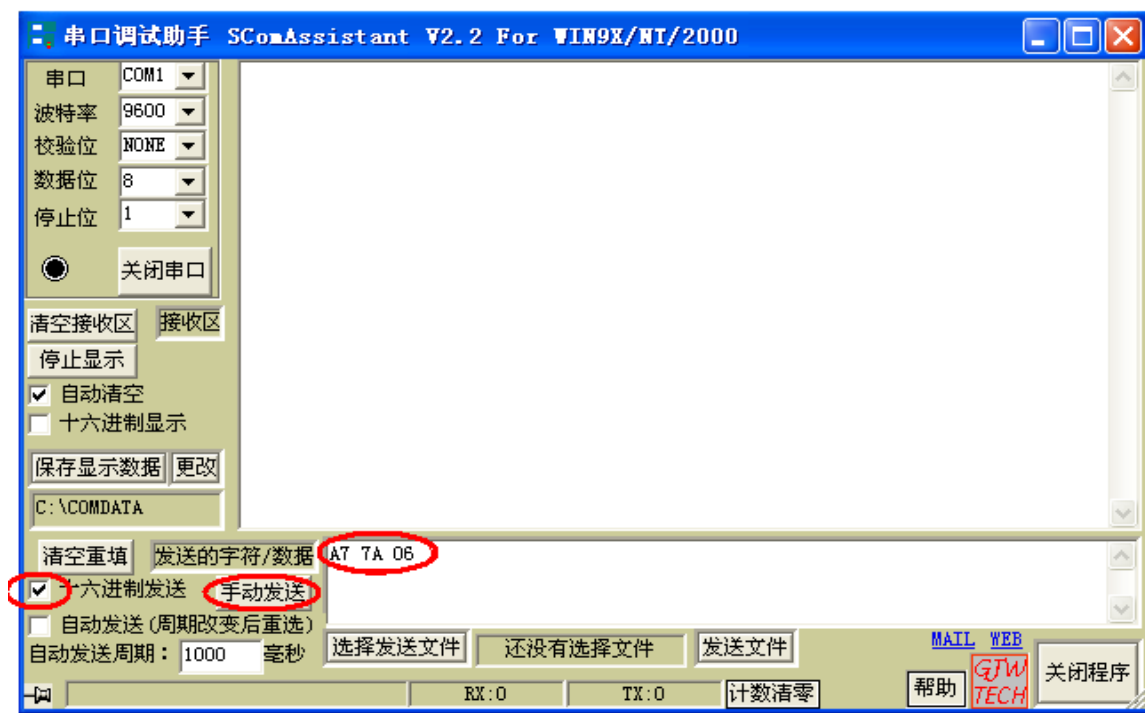 串口调试助手 SComAssistant V2.2 For WIN9X/NT/2000
串口 COM1
波特率 9600
校验位 NONE
数据位 8
停止位 1
关闭串口
清空接收区 接收区
停止显示
自动清空
十六进制显示
保存显示数据 更改
C:\COMDATA
清空重填 发送的字符/数据 A7 7A 06
十六进制发送 手动发送
自动发送(周期改变后重选)
自动发送周期: 1000 毫秒 选择发送文件 还没有选择文件 发送文件 MAIL WEB
RX:0 TX:0 计数清零 帮助 GJW TECH 关闭程序